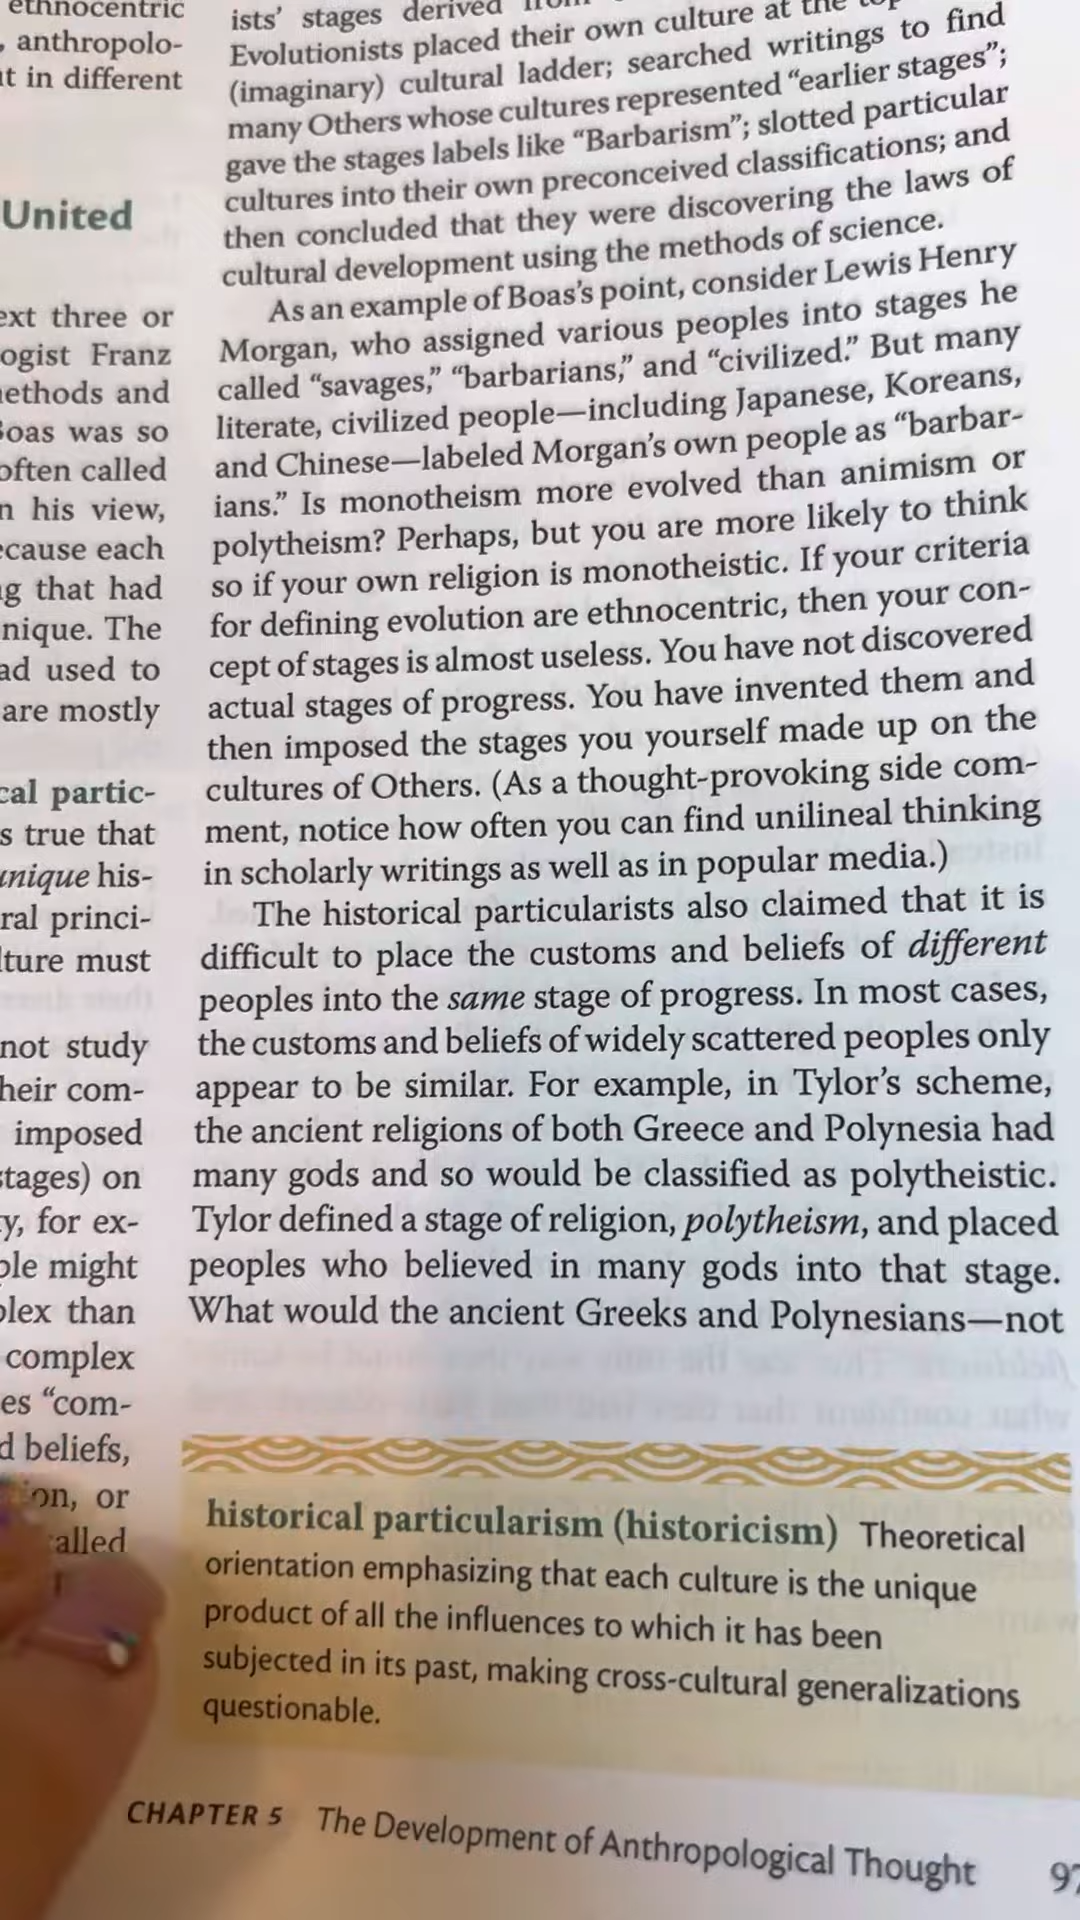 ethnocentric
, anthropolo-
t in different
United
ext three or
ogist Franz
ethods and
Boas was so
often called
n his view,
ecause each
g that had
nique. The
ad used to
are mostly
cal partic-
s true that
unique his-
ral princi-
lture must
not study
heir com-
imposed
stages) on
y, for ex-
ple might
plex than
complex
es “com-
d beliefs,
ion, or
alled
ists’ stages derived
Evolutionists placed their own culture at the top
(imaginary) cultural ladder; searched writings to find
many Others whose cultures represented “earlier stages”;
gave the stages labels like “Barbarism”; slotted particular
cultures into their own preconceived classifications; and
then concluded that they were discovering the laws of
cultural development using the methods of science.
As an example of Boas’s point, consider Lewis Henry
Morgan, who assigned various peoples into stages he
called “savages,” “barbarians,” and “civilized.” But many
literate, civilized people—including Japanese, Koreans,
and Chinese—labeled Morgan’s own people as “barbar-
ians.” Is monotheism more evolved than animism or
polytheism? Perhaps, but you are more likely to think
so if your own religion is monotheistic. If your criteria
for defining evolution are ethnocentric, then your con-
cept of stages is almost useless. You have not discovered
actual stages of progress. You have invented them and
then imposed the stages you yourself made up on the
cultures of Others. (As a thought-provoking side com-
ment, notice how often you can find unilineal thinking
in scholarly writings as well as in popular media.)
The historical particularists also claimed that it is
difficult to place the customs and beliefs of different
peoples into the same stage of progress. In most cases,
the customs and beliefs of widely scattered peoples only
appear to be similar. For example, in Tylor’s scheme,
the ancient religions of both Greece and Polynesia had
many gods and so would be classified as polytheistic.
Tylor defined a stage of religion, polytheism, and placed
peoples who believed in many gods into that stage.
What would the ancient Greeks and Polynesians—not
historical particularism (historicism) Theoretical
orientation emphasizing that each culture is the unique
product of all the influences to which it has been
subjected in its past, making cross-cultural generalizations
questionable.
CHAPTER 5 The Development of Anthropological Thought 97